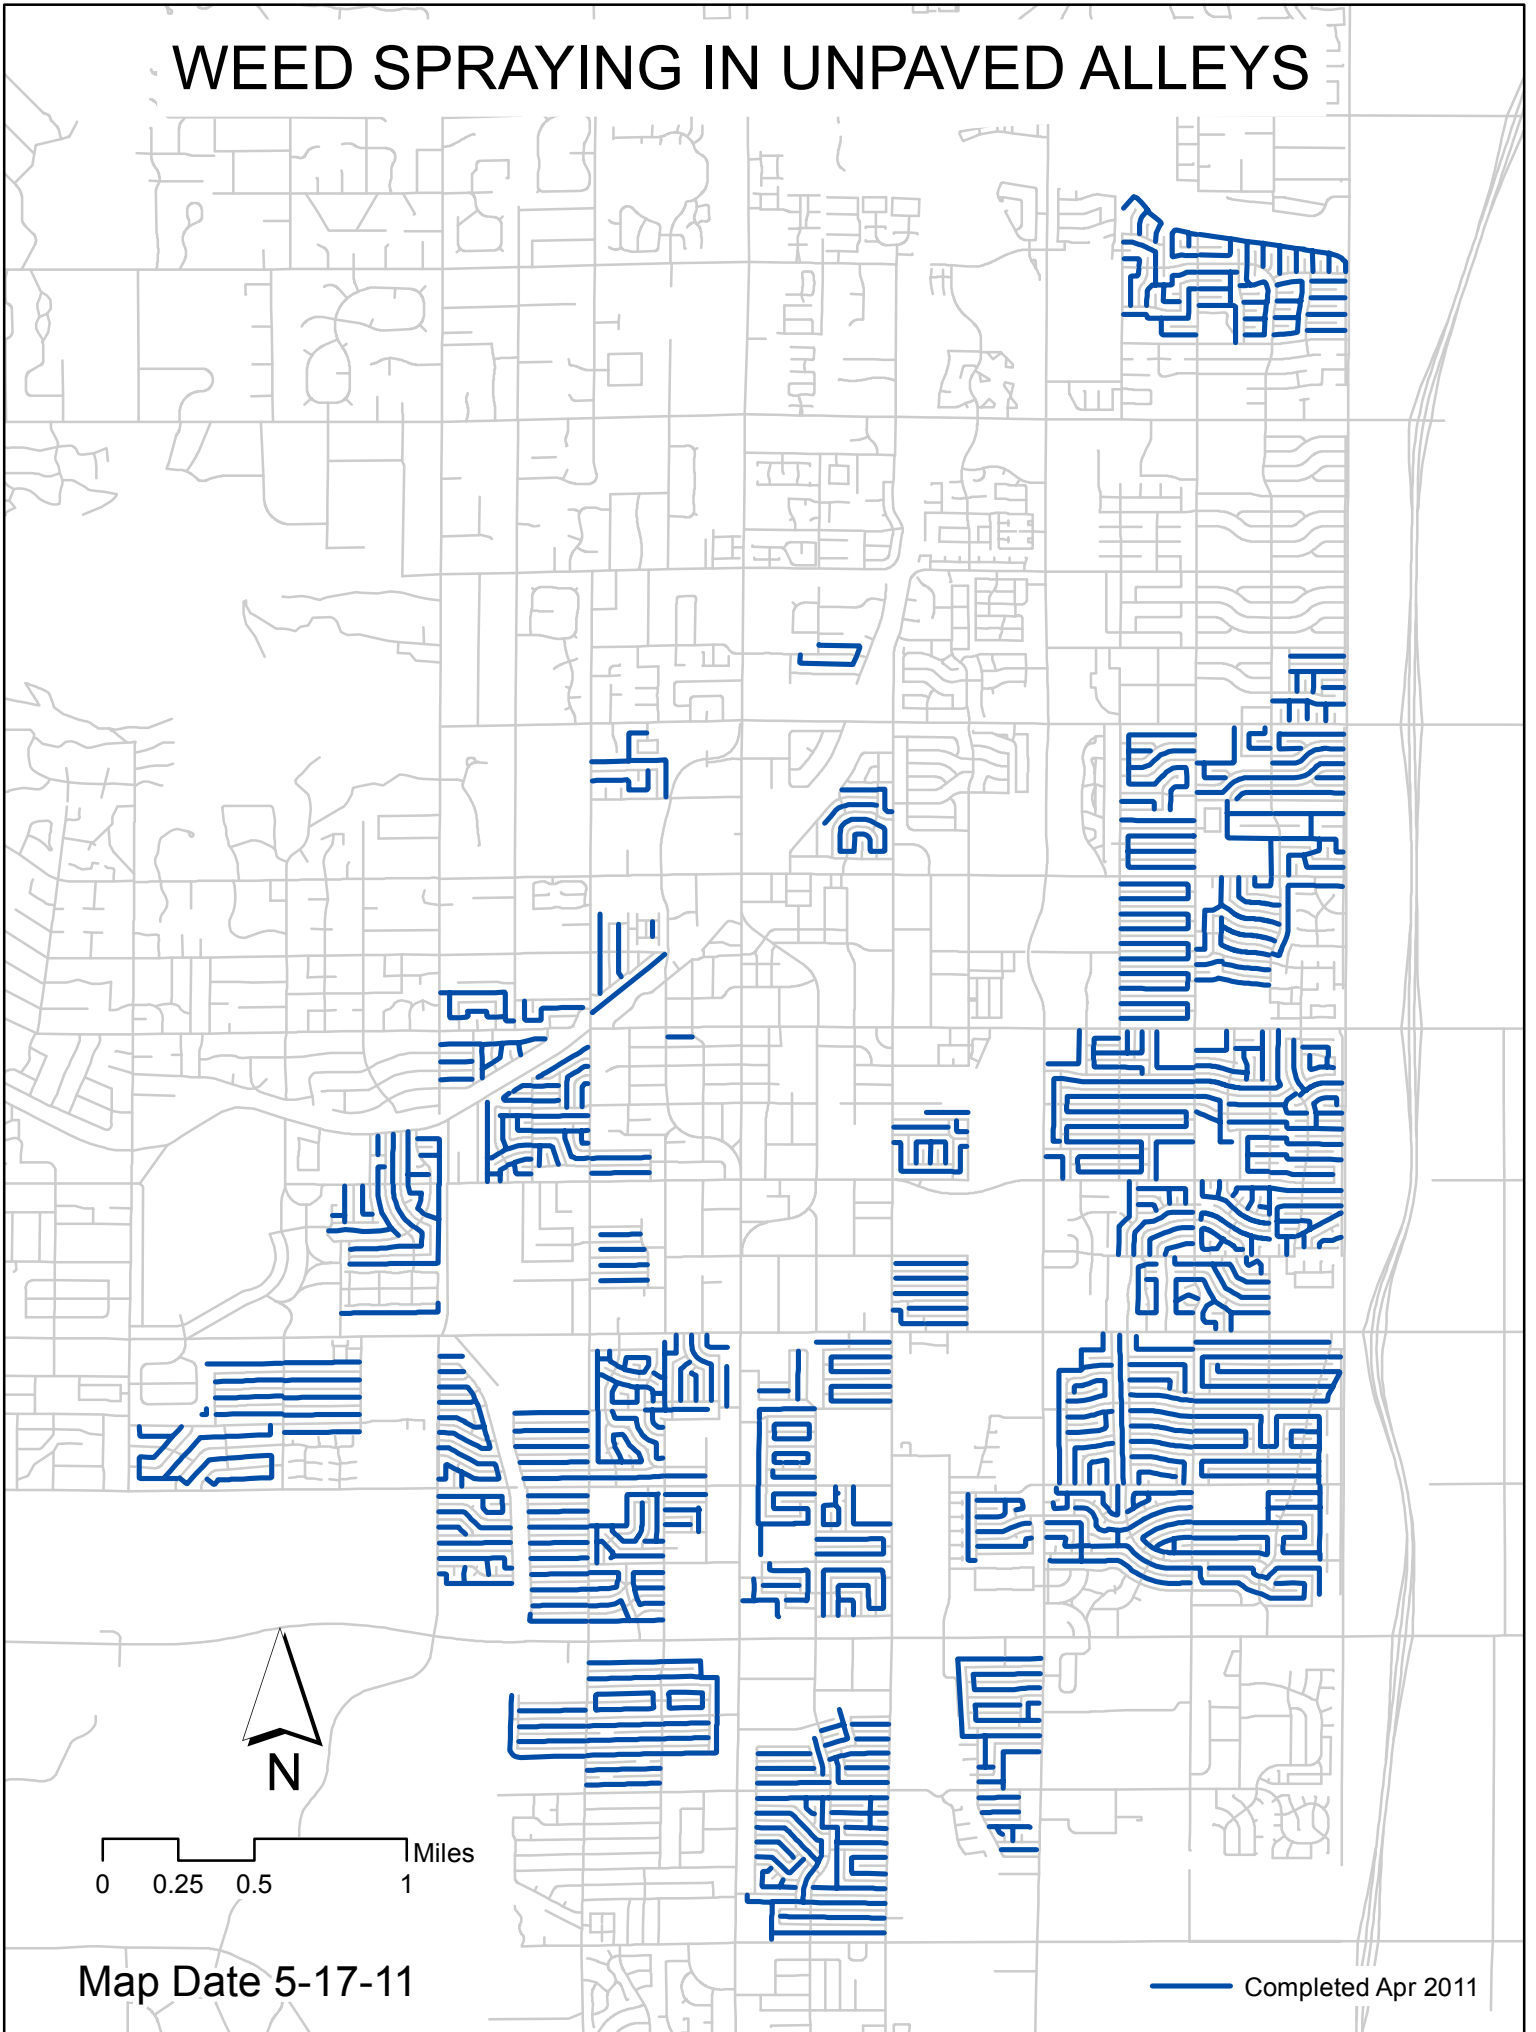 WEED SPRAYING IN UNPAVED ALLEYS
N
Miles
0 0.25 0.5 1
Map Date 5-17-11
Completed Apr 2011